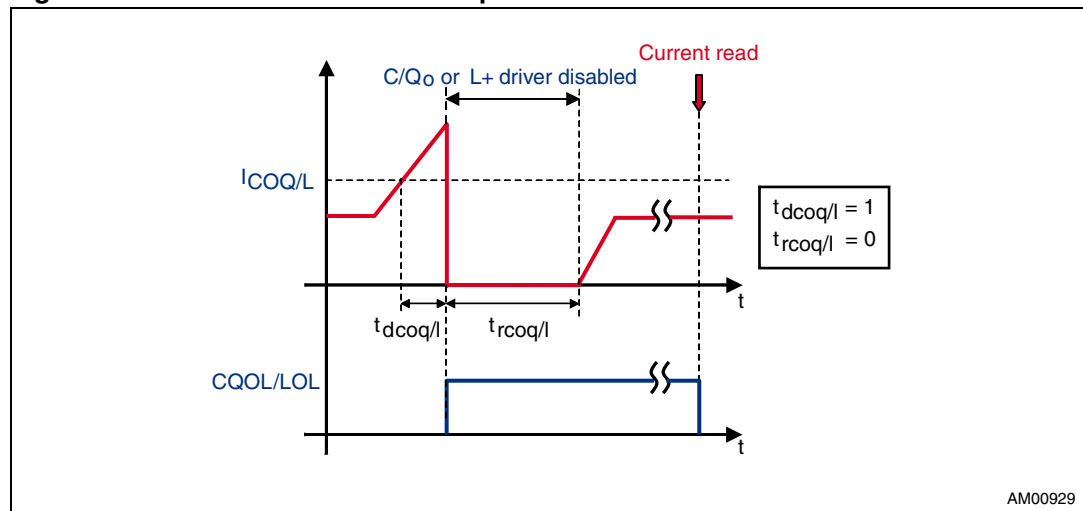 Current read
C/Qo or L+ driver disabled
ICOQ/L
tdcoq/l = 1
trcoq/l = 0
t
tdcoq/l
trcoq/l
CQOL/LOL
t
AM00929